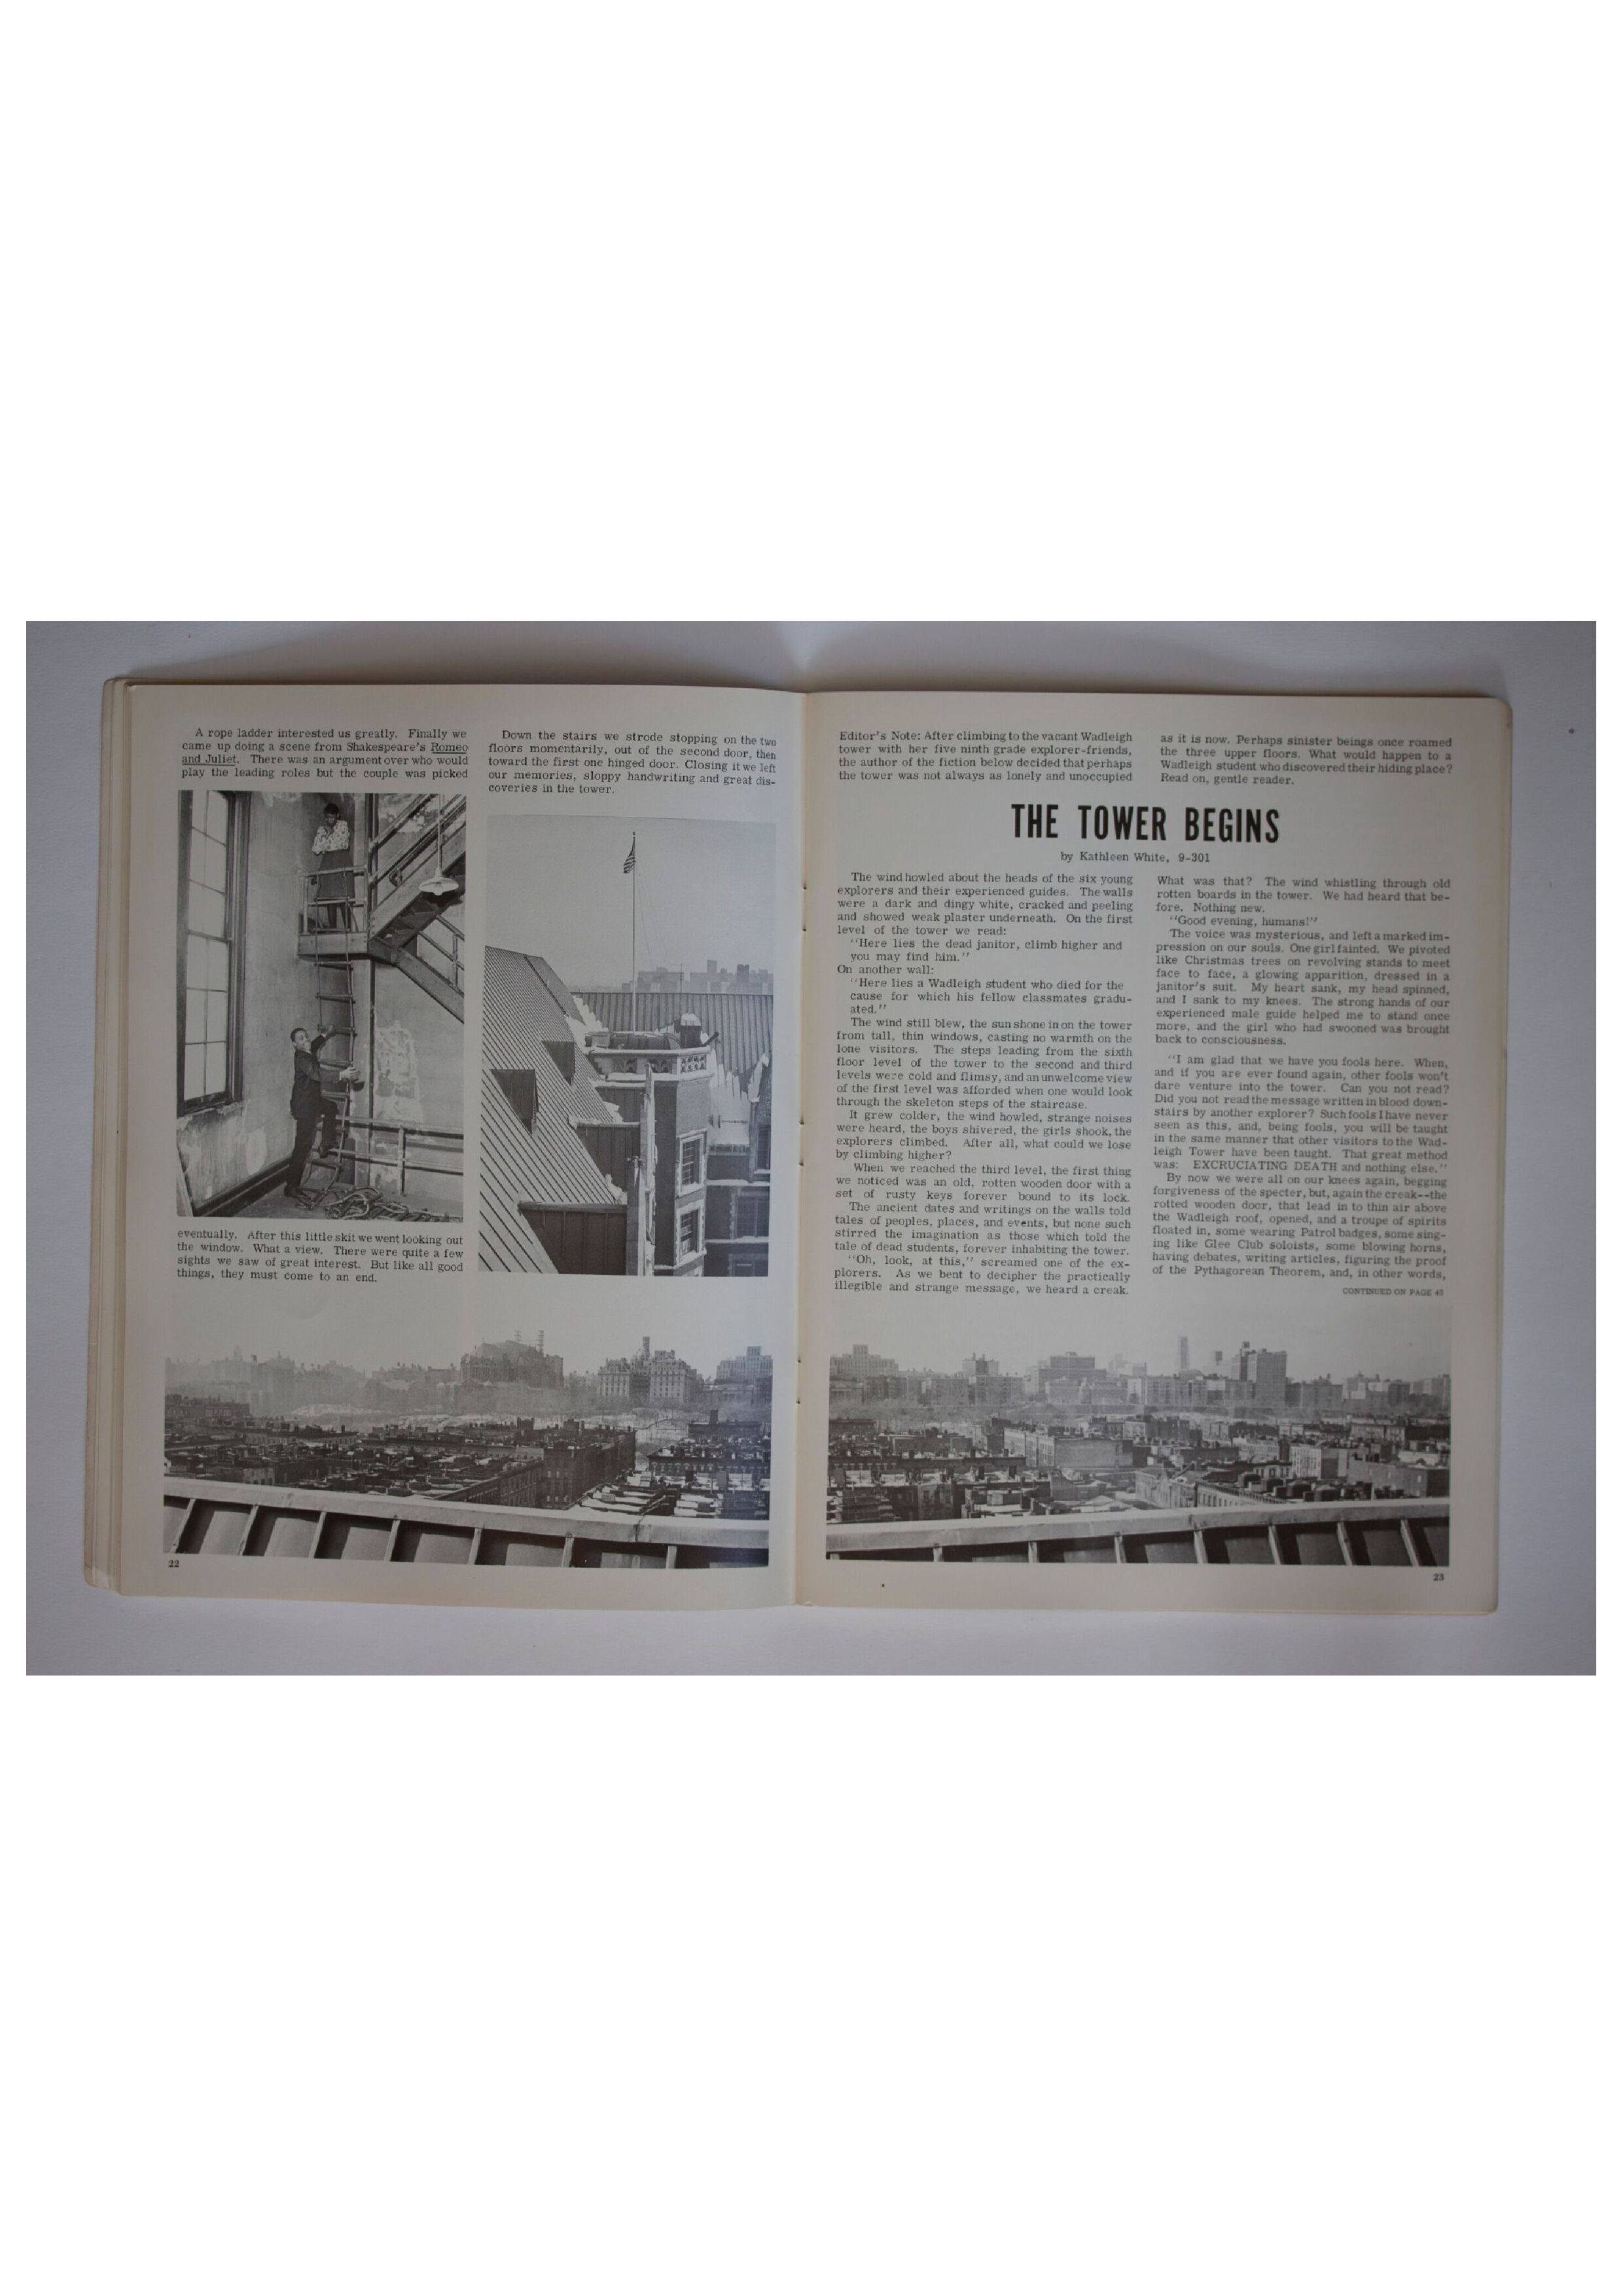 A rope ladder interested us greatly. Finally we
came up doing a scene from Shakespeare's Romeo
and Juliet. There was an argument over who would
play the leading roles but the couple was picked
eventually. After this little skit we went looking out
the window. What a view. There were quite a few
sights we saw of great interest. But like all good
things, they must come to an end.
Down the stairs we strode stopping on the two
floors momentarily, out of the second door, then
toward the first one hinged door. Closing it we left
our memories, sloppy handwriting and great dis-
coveries in the tower.
22
Editor's Note: After climbing to the vacant Wadleigh
tower with her five ninth grade explorer-friends,
the author of the fiction below decided that perhaps
the tower was not always as lonely and unoccupied
as it is now. Perhaps sinister beings once roamed
the three upper floors. What would happen to a
Wadleigh student who discovered their hiding place?
Read on, gentle reader.
THE TOWER BEGINS
by Kathleen White, 9-301
The wind howled about the heads of the six young
explorers and their experienced guides. The walls
were a dark and dingy white, cracked and peeling
and showed weak plaster underneath. On the first
level of the tower we read:
"Here lies the dead janitor, climb higher and
you may find him."
On another wall:
"Here lies a Wadleigh student who died for the
cause for which his fellow classmates gradu-
ated."
The wind still blew, the sun shone in on the tower
from tall, thin windows, casting no warmth on the
lone visitors. The steps leading from the sixth
floor level of the tower to the second and third
levels were cold and flimsy, and an unwelcome view
of the first level was afforded when one would look
through the skeleton steps of the staircase.
It grew colder, the wind howled, strange noises
were heard, the boys shivered, the girls shook, the
explorers climbed. After all, what could we lose
by climbing higher?
When we reached the third level, the first thing
we noticed was an old, rotten wooden door with a
set of rusty keys forever bound to its lock.
The ancient dates and writings on the walls told
tales of peoples, places, and events, but none such
stirred the imagination as those which told the
tale of dead students, forever inhabiting the tower.
"Oh, look, at this," screamed one of the ex-
plorers. As we bent to decipher the practically
illegible and strange message, we heard a creak.
What was that? The wind whistling through old
rotten boards in the tower. We had heard that be-
fore. Nothing new.
"Good evening, humans!"
The voice was mysterious, and left a marked im-
pression on our souls. One girl fainted. We pivoted
like Christmas trees on revolving stands to meet
face to face, a glowing apparition, dressed in a
janitor's suit. My heart sank, my head spinned,
and I sank to my knees. The strong hands of our
experienced male guide helped me to stand once
more, and the girl who had swooned was brought
back to consciousness.
"I am glad that we have you fools here. When,
and if you are ever found again, other fools won't
dare venture into the tower. Can you not read?
Did you not read the message written in blood down-
stairs by another explorer? Such fools I have never
seen as this, and, being fools, you will be taught
in the same manner that other visitors to the Wad-
leigh Tower have been taught. That great method
was: EXCRUCIATING DEATH and nothing else."
By now we were all on our knees again, begging
forgiveness of the specter, but, again the creak--the
rotted wooden door, that lead in to thin air above
the Wadleigh roof, opened, and a troupe of spirits
floated in, some wearing Patrol badges, some sing-
ing like Glee Club soloists, some blowing horns,
having debates, writing articles, figuring the proof
of the Pythagorean Theorem, and, in other words,
CONTINUED ON PAGE 45
23